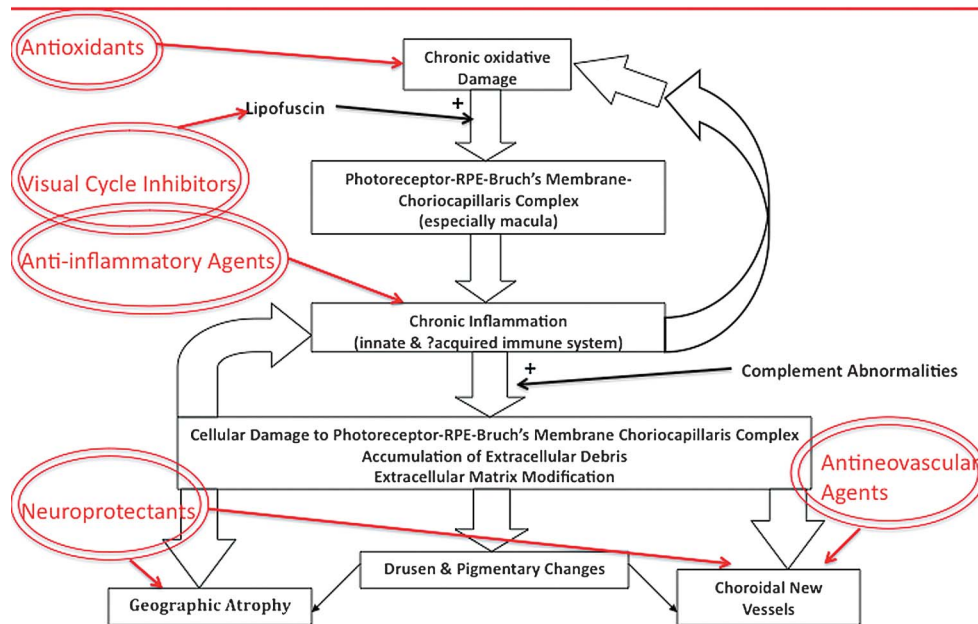 Antioxidants
Chronic oxidative
Damage
+
Lipofuscin
Visual Cycle Inhibitors
Photoreceptor-RPE-Bruch's Membrane-
Choriocapillaris Complex
(especially macula)
Anti-inflammatory Agents
Chronic Inflammation
(innate & ?acquired immune system)
+
Complement Abnormalities
Cellular Damage to Photoreceptor-RPE-Bruch's Membrane Choriocapillaris Complex
Accumulation of Extracellular Debris
Extracellular Matrix Modification
Antineovascular
Agents
Neuroprotectants
Drusen & Pigmentary Changes
Geographic Atrophy
Choroidal New
Vessels